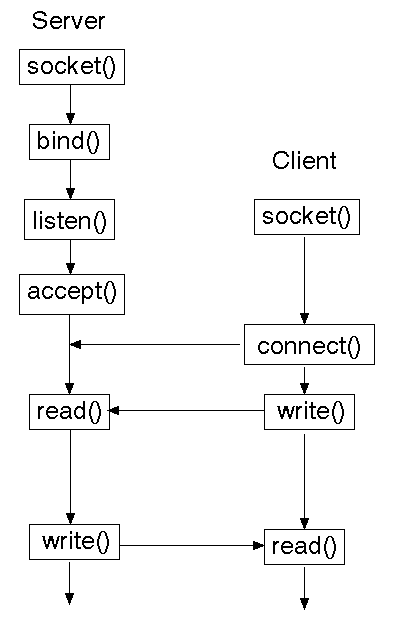 Server
socket()
bind()
listen()
accept()
read()
write()
Client
socket()
connect()
write()
read()